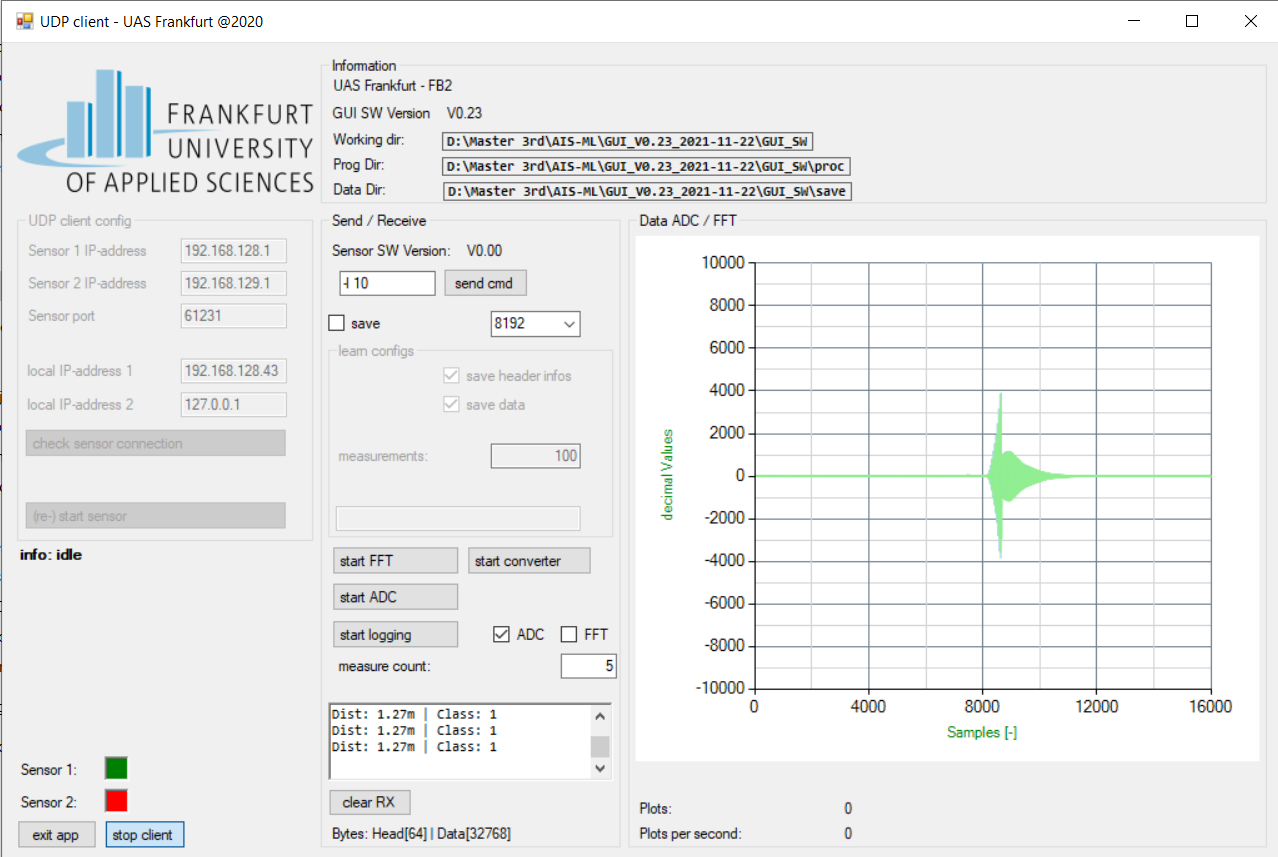 UDP client - UAS Frankfurt @2020
FRANKFURT
UNIVERSITY
OF APPLIED SCIENCES
Information
UAS Frankfurt - FB2
GUI SW Version V0.23
Working dir: D:\Master 3rd\AIS-ML\GUI_V0.23_2021-11-22\GUI_SW
Prog Dir: D:\Master 3rd\AIS-ML\GUI_V0.23_2021-11-22\GUI_SW\proc
Data Dir: D:\Master 3rd\AIS-ML\GUI_V0.23_2021-11-22\GUI_SW\save
UDP client config
Sensor 1 IP-address 192.168.128.1
Sensor 2 IP-address 192.168.129.1
Sensor port 61231
local IP-address 1 192.168.128.43
local IP-address 2 127.0.0.1
check sensor connection
(re-) start sensor
info: idle
Sensor 1:
Sensor 2:
exit app stop client
Send / Receive
Sensor SW Version: V0.00
10 send cmd
save 8192
learn configs
save header infos
save data
measurements: 100
start FFT start converter
start ADC
start logging ADC FFT
measure count: 5
Dist: 1.27m | Class: 1
Dist: 1.27m | Class: 1
Dist: 1.27m | Class: 1
clear RX
Bytes: Head[64] | Data[32768]
Data ADC / FFT
10000
8000
6000
4000
2000
0
-2000
-4000
-6000
-8000
-10000
decimal Values
0 4000 8000 12000 16000
Samples [-]
Plots: 0
Plots per second: 0